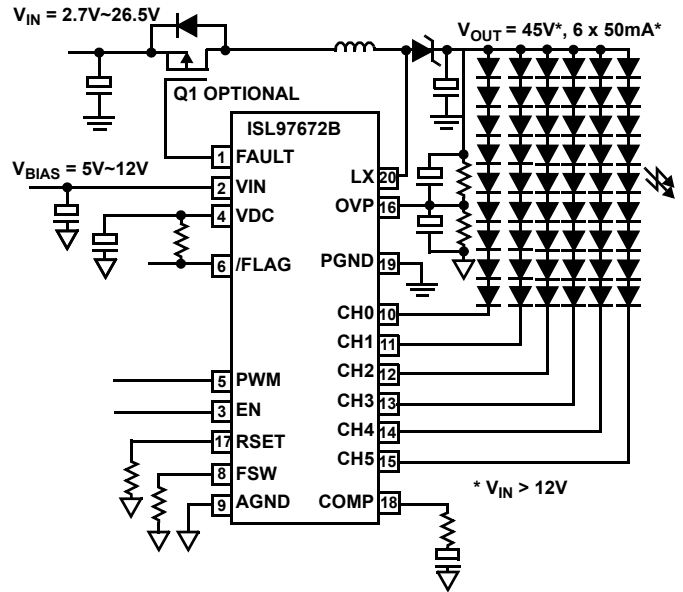 V_IN = 2.7V~26.5V
V_OUT = 45V*, 6 x 50mA*
Q1 OPTIONAL
ISL97672B
1 FAULT
V_BIAS = 5V~12V
2 VIN
LX 20
4 VDC
OVP 16
6 /FLAG
PGND 19
CH0 10
CH1 11
CH2 12
5 PWM
CH3 13
3 EN
CH4 14
17 RSET
CH5 15
8 FSW
* V_IN > 12V
9 AGND
COMP 18